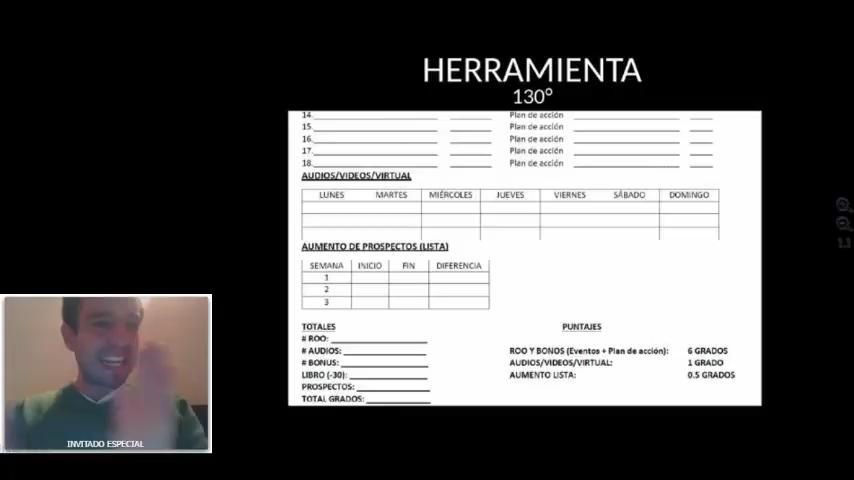 HERRAMIENTA
130°
14. Plan de acción
15. Plan de acción
16. Plan de acción
17. Plan de acción
18. Plan de acción
AUDIOS/VIDEOS/VIRTUAL
LUNES MARTES MIÉRCOLES JUEVES VIERNES SÁBADO DOMINGO
AUMENTO DE PROSPECTOS (LISTA)
SEMANA INICIO FIN DIFERENCIA
1
2
3
TOTALES PUNTAJES
# ROO:
# AUDIOS: ROO Y BONOS (Eventos + Plan de acción): 6 GRADOS
# BONUS: AUDIOS/VIDEOS/VIRTUAL: 1 GRADO
LIBRO (-30): AUMENTO LISTA: 0.5 GRADOS
PROSPECTOS:
TOTAL GRADOS:
INVITADO ESPECIAL
1.1